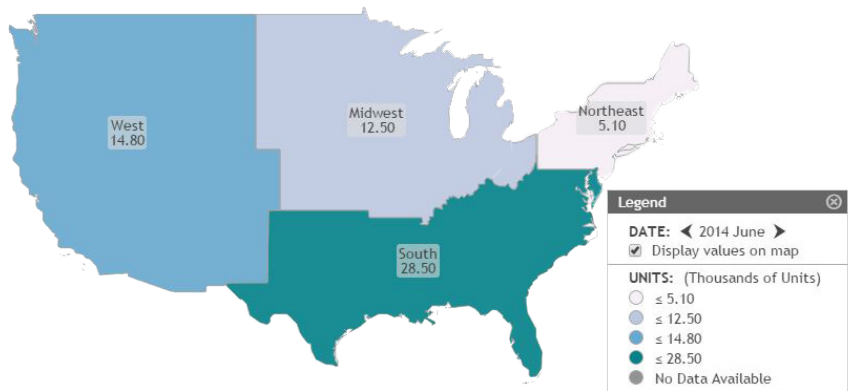 West
14.80
Midwest
12.50
Northeast
5.10
South
28.50
Legend
DATE: 2014 June
Display values on map
UNITS: (Thousands of Units)
≤ 5.10
≤ 12.50
≤ 14.80
≤ 28.50
No Data Available